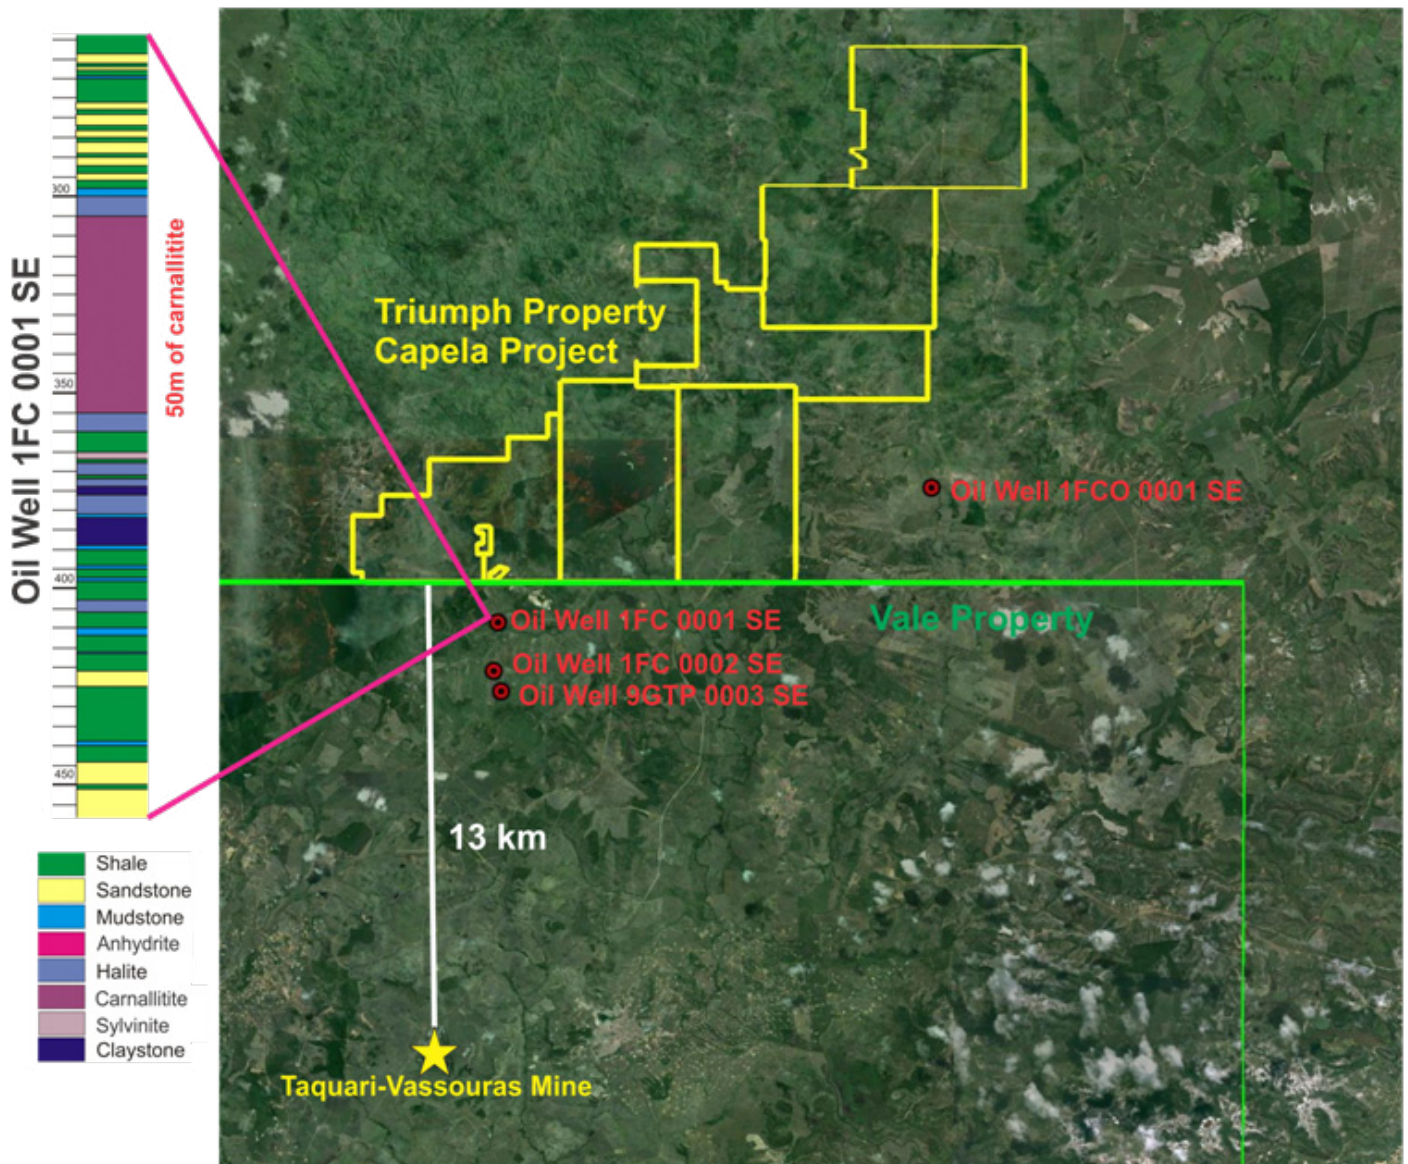 Oil Well 1FC 0001 SE
300
350
400
450
50m of carnallitite
Shale
Sandstone
Mudstone
Anhydrite
Halite
Carnallitite
Sylvinite
Claystone
Triumph Property
Capela Project
Oil Well 1FCO 0001 SE
Vale Property
Oil Well 1FC 0001 SE
Oil Well 1FC 0002 SE
Oil Well 9GTP 0003 SE
13 km
Taquari-Vassouras Mine